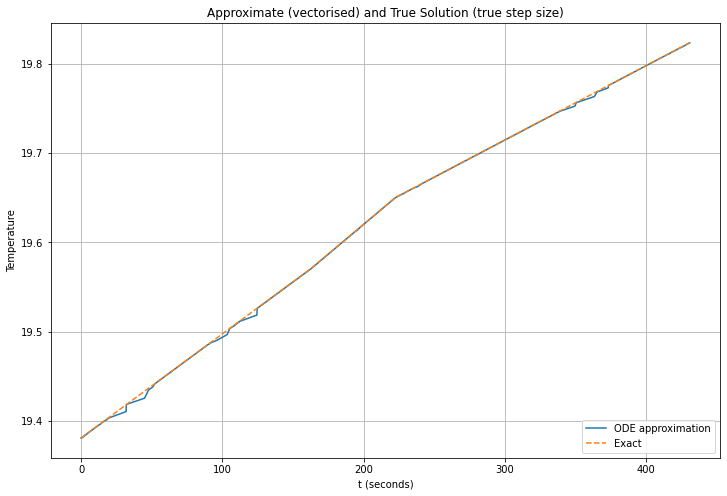 Approximate (vectorised) and True Solution (true step size)
19.8
19.7
19.6
19.5
19.4
Temperature
0
100
200
300
400
t (seconds)
ODE approximation
Exact